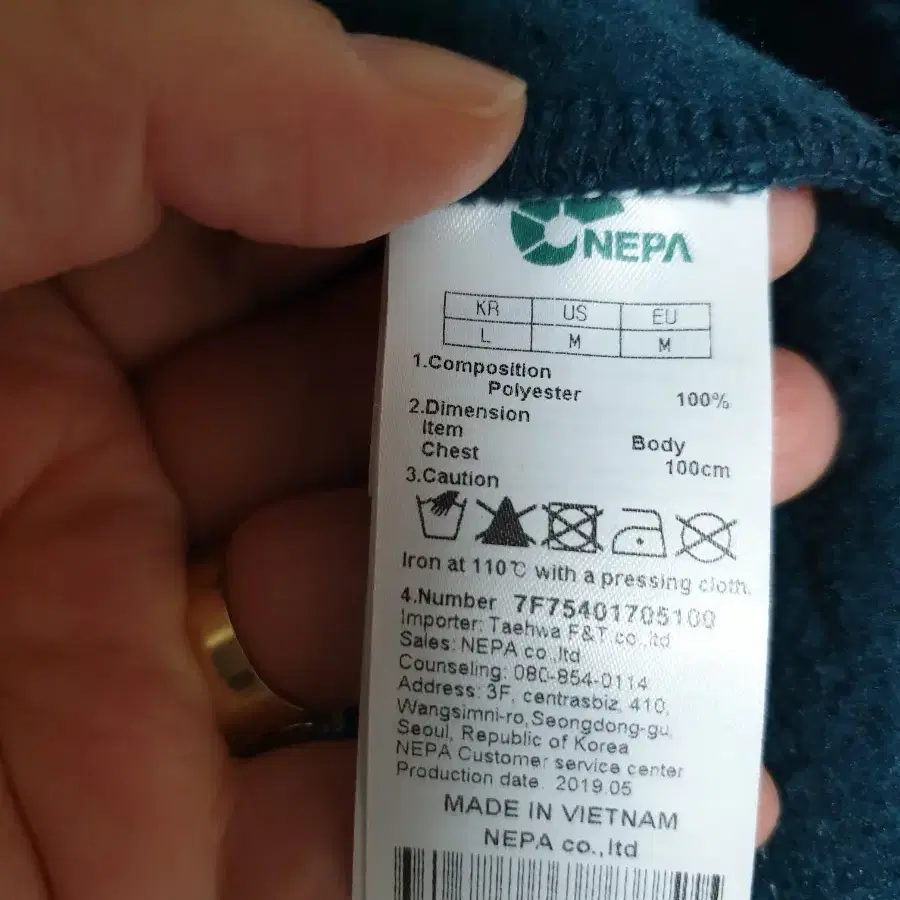 NEPA
KR US EU
L M M
1.Composition
Polyester 100%
2.Dimension
Item Body
Chest 100cm
3.Caution
Iron at 110℃ with a pressing cloth.
4.Number 7F75401705100
Importer: Taehwa F&T co.,ltd
Sales: NEPA co.,ltd
Counseling: 080-854-0114
Address: 3F, centrasbiz, 410,
Wangsimni-ro,Seongdong-gu,
Seoul, Republic of Korea
NEPA Customer service center
Production date. 2019.05
MADE IN VIETNAM
NEPA co.,ltd